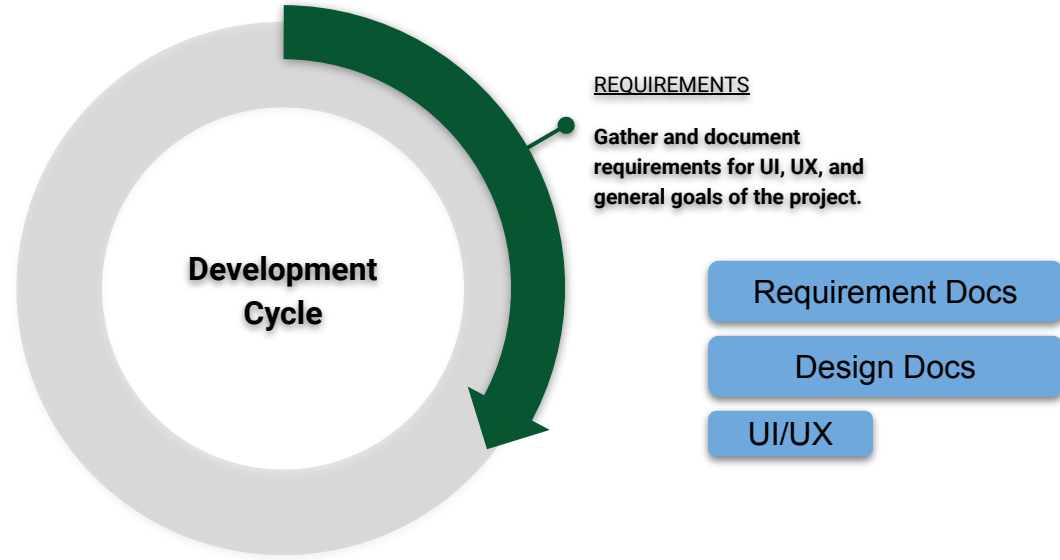 REQUIREMENTS
Gather and document
requirements for UI, UX, and
general goals of the project.
Development
Cycle
Requirement Docs
Design Docs
UI/UX